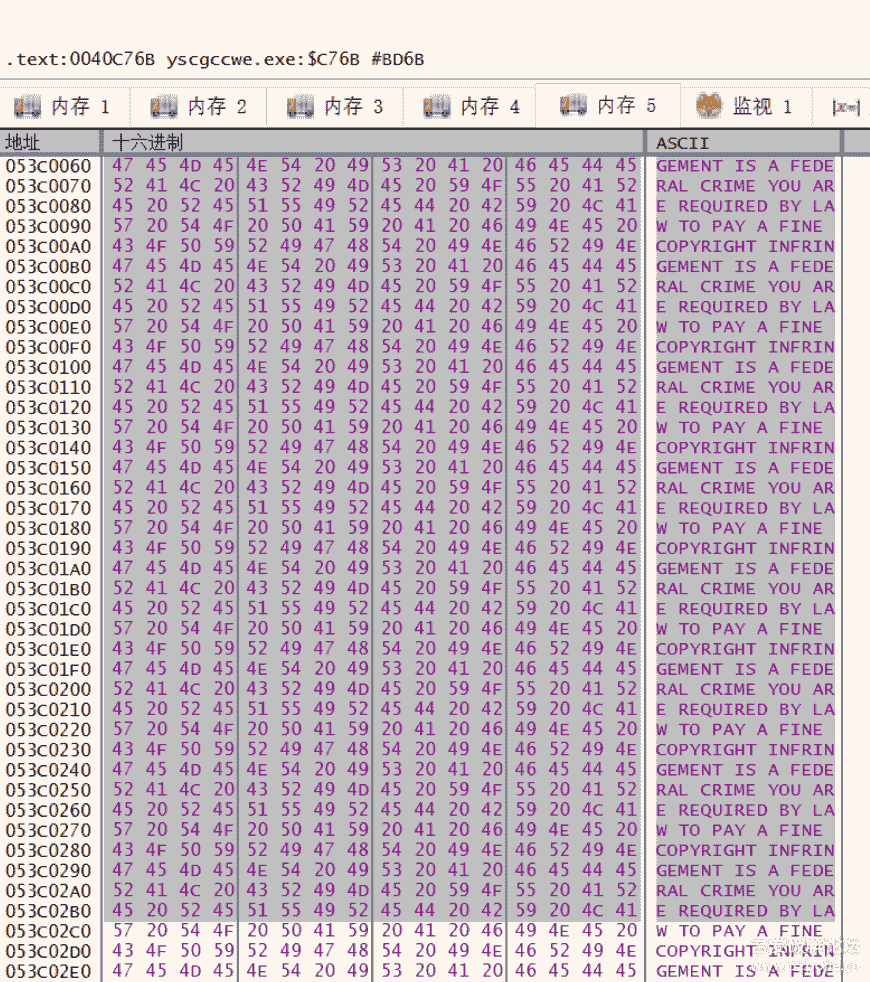 .text:0040C76B yscgccwe.exe:$C76B #BD6B
内存 1 内存 2 内存 3 内存 4 内存 5 监视 1 [x=]
地址 十六进制 ASCII
053C0060 47 45 4D 45 4E 54 20 49 53 20 41 20 46 45 44 45 GEMENT IS A FEDE
053C0070 52 41 4C 20 43 52 49 4D 45 20 59 4F 55 20 41 52 RAL CRIME YOU AR
053C0080 45 20 52 45 51 55 49 52 45 44 20 42 59 20 4C 41 E REQUIRED BY LA
053C0090 57 20 54 4F 20 50 41 59 20 41 20 46 49 4E 45 20 W TO PAY A FINE
053C00A0 43 4F 50 59 52 49 47 48 54 20 49 4E 46 52 49 4E COPYRIGHT INFRIN
053C00B0 47 45 4D 45 4E 54 20 49 53 20 41 20 46 45 44 45 GEMENT IS A FEDE
053C00C0 52 41 4C 20 43 52 49 4D 45 20 59 4F 55 20 41 52 RAL CRIME YOU AR
053C00D0 45 20 52 45 51 55 49 52 45 44 20 42 59 20 4C 41 E REQUIRED BY LA
053C00E0 57 20 54 4F 20 50 41 59 20 41 20 46 49 4E 45 20 W TO PAY A FINE
053C00F0 43 4F 50 59 52 49 47 48 54 20 49 4E 46 52 49 4E COPYRIGHT INFRIN
053C0100 47 45 4D 45 4E 54 20 49 53 20 41 20 46 45 44 45 GEMENT IS A FEDE
053C0110 52 41 4C 20 43 52 49 4D 45 20 59 4F 55 20 41 52 RAL CRIME YOU AR
053C0120 45 20 52 45 51 55 49 52 45 44 20 42 59 20 4C 41 E REQUIRED BY LA
053C0130 57 20 54 4F 20 50 41 59 20 41 20 46 49 4E 45 20 W TO PAY A FINE
053C0140 43 4F 50 59 52 49 47 48 54 20 49 4E 46 52 49 4E COPYRIGHT INFRIN
053C0150 47 45 4D 45 4E 54 20 49 53 20 41 20 46 45 44 45 GEMENT IS A FEDE
053C0160 52 41 4C 20 43 52 49 4D 45 20 59 4F 55 20 41 52 RAL CRIME YOU AR
053C0170 45 20 52 45 51 55 49 52 45 44 20 42 59 20 4C 41 E REQUIRED BY LA
053C0180 57 20 54 4F 20 50 41 59 20 41 20 46 49 4E 45 20 W TO PAY A FINE
053C0190 43 4F 50 59 52 49 47 48 54 20 49 4E 46 52 49 4E COPYRIGHT INFRIN
053C01A0 47 45 4D 45 4E 54 20 49 53 20 41 20 46 45 44 45 GEMENT IS A FEDE
053C01B0 52 41 4C 20 43 52 49 4D 45 20 59 4F 55 20 41 52 RAL CRIME YOU AR
053C01C0 45 20 52 45 51 55 49 52 45 44 20 42 59 20 4C 41 E REQUIRED BY LA
053C01D0 57 20 54 4F 20 50 41 59 20 41 20 46 49 4E 45 20 W TO PAY A FINE
053C01E0 43 4F 50 59 52 49 47 48 54 20 49 4E 46 52 49 4E COPYRIGHT INFRIN
053C01F0 47 45 4D 45 4E 54 20 49 53 20 41 20 46 45 44 45 GEMENT IS A FEDE
053C0200 52 41 4C 20 43 52 49 4D 45 20 59 4F 55 20 41 52 RAL CRIME YOU AR
053C0210 45 20 52 45 51 55 49 52 45 44 20 42 59 20 4C 41 E REQUIRED BY LA
053C0220 57 20 54 4F 20 50 41 59 20 41 20 46 49 4E 45 20 W TO PAY A FINE
053C0230 43 4F 50 59 52 49 47 48 54 20 49 4E 46 52 49 4E COPYRIGHT INFRIN
053C0240 47 45 4D 45 4E 54 20 49 53 20 41 20 46 45 44 45 GEMENT IS A FEDE
053C0250 52 41 4C 20 43 52 49 4D 45 20 59 4F 55 20 41 52 RAL CRIME YOU AR
053C0260 45 20 52 45 51 55 49 52 45 44 20 42 59 20 4C 41 E REQUIRED BY LA
053C0270 57 20 54 4F 20 50 41 59 20 41 20 46 49 4E 45 20 W TO PAY A FINE
053C0280 43 4F 50 59 52 49 47 48 54 20 49 4E 46 52 49 4E COPYRIGHT INFRIN
053C0290 47 45 4D 45 4E 54 20 49 53 20 41 20 46 45 44 45 GEMENT IS A FEDE
053C02A0 52 41 4C 20 43 52 49 4D 45 20 59 4F 55 20 41 52 RAL CRIME YOU AR
053C02B0 45 20 52 45 51 55 49 52 45 44 20 42 59 20 4C 41 E REQUIRED BY LA
053C02C0 57 20 54 4F 20 50 41 59 20 41 20 46 49 4E 45 20 W TO PAY A FINE
053C02D0 43 4F 50 59 52 49 47 48 54 20 49 4E 46 52 49 4E COPYRIGHT INFRIN
053C02E0 47 45 4D 45 4E 54 20 49 53 20 41 20 46 45 44 45 GEMENT IS A FEDE